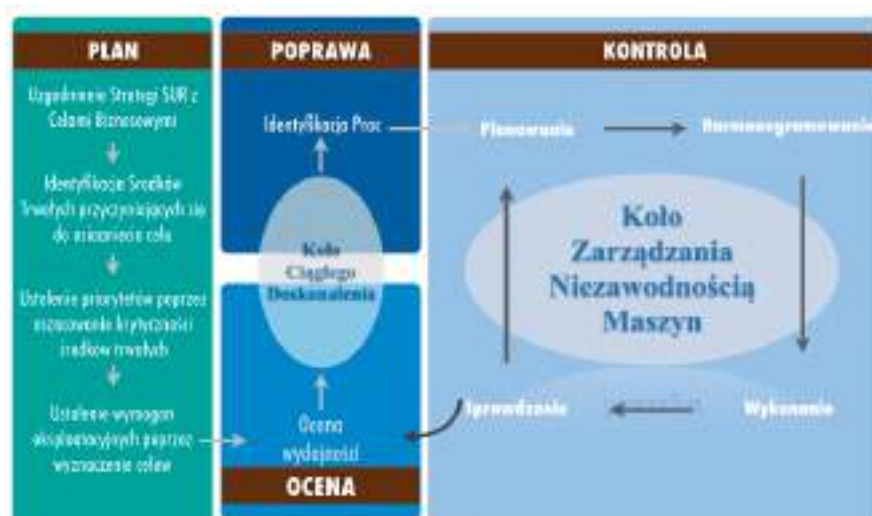 PLAN
Uzgodnienie Strategi SUR z
Celami Biznesowymi
Identyfikacja Środków
Trwałych przyczyniających się
do osiągnięcia celu
Ustalenie priorytetów poprzez
oszacowanie krytyczności
środków trwałych
Ustalenie wymagań
eksploatacyjnych poprzez
wyznaczenie celów
POPRAWA
Identyfikacja Prac
Koło
Ciągłego
Doskonalenia
Ocena
wydajności
OCENA
KONTROLA
Planowanie
Harmonogramowanie
Koło
Zarządzania
Niezawodnością
Maszyn
Sprawdzanie
Wykonanie